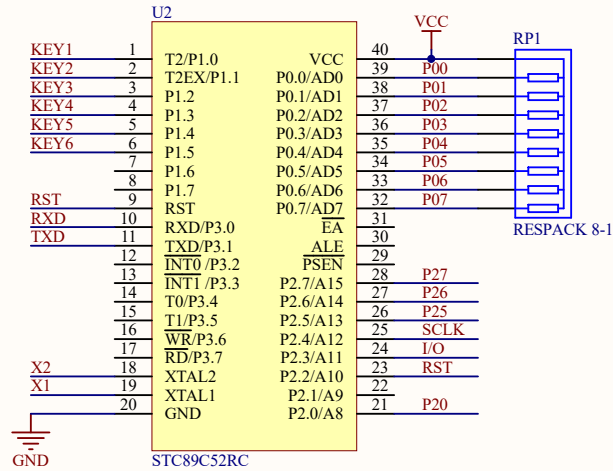 U2
VCC
RP1
KEY1 1 T2/P1.0 VCC 40
KEY2 2 T2EX/P1.1 P0.0/AD0 39 P00
KEY3 3 P1.2 P0.1/AD1 38 P01
KEY4 4 P1.3 P0.2/AD2 37 P02
KEY5 5 P1.4 P0.3/AD3 36 P03
KEY6 6 P1.5 P0.4/AD4 35 P04
7 P1.6 P0.5/AD5 34 P05
8 P1.7 P0.6/AD6 33 P06
RST 9 RST P0.7/AD7 32 P07
RXD 10 RXD/P3.0 EA 31
RESPACK 8-1
TXD 11 TXD/P3.1 ALE 30
12 INT0 /P3.2 PSEN 29
13 INT1 /P3.3 P2.7/A15 28 P27
14 T0/P3.4 P2.6/A14 27 P26
15 T1/P3.5 P2.5/A13 26 P25
16 WR/P3.6 P2.4/A12 25 SCLK
17 RD/P3.7 P2.3/A11 24 I/O
X2 18 XTAL2 P2.2/A10 23 RST
X1 19 XTAL1 P2.1/A9 22
20 GND P2.0/A8 21 P20
GND
STC89C52RC